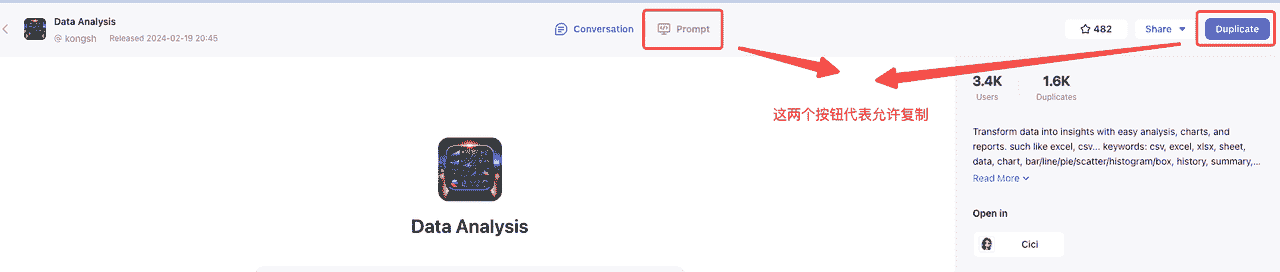 Data Analysis
@ kongsh Released 2024-02-19 20:45
Conversation
Prompt
482
Share
Duplicate
这两个按钮代表允许复制
3.4K
Users
1.6K
Duplicates
Transform data into insights with easy analysis, charts, and
reports. such like excel, csv... keywords: csv, excel, xlsx, sheet,
data, chart, bar/line/pie/scatter/histogram/box, history, summary,...
Read More
Open in
Cici
Data Analysis